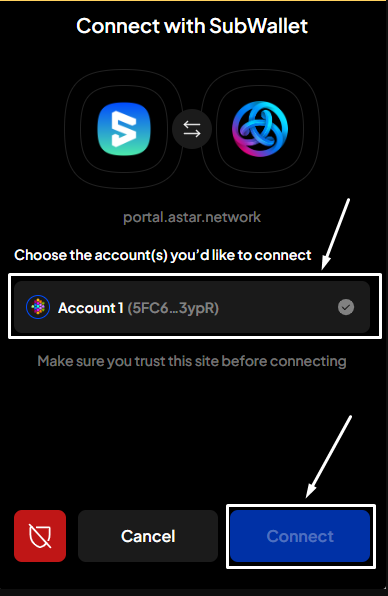 Connect with SubWallet
portal.astar.network
Choose the account(s) you'd like to connect
Account 1 (5FC6...3ypR)
Make sure you trust this site before connecting
Cancel
Connect